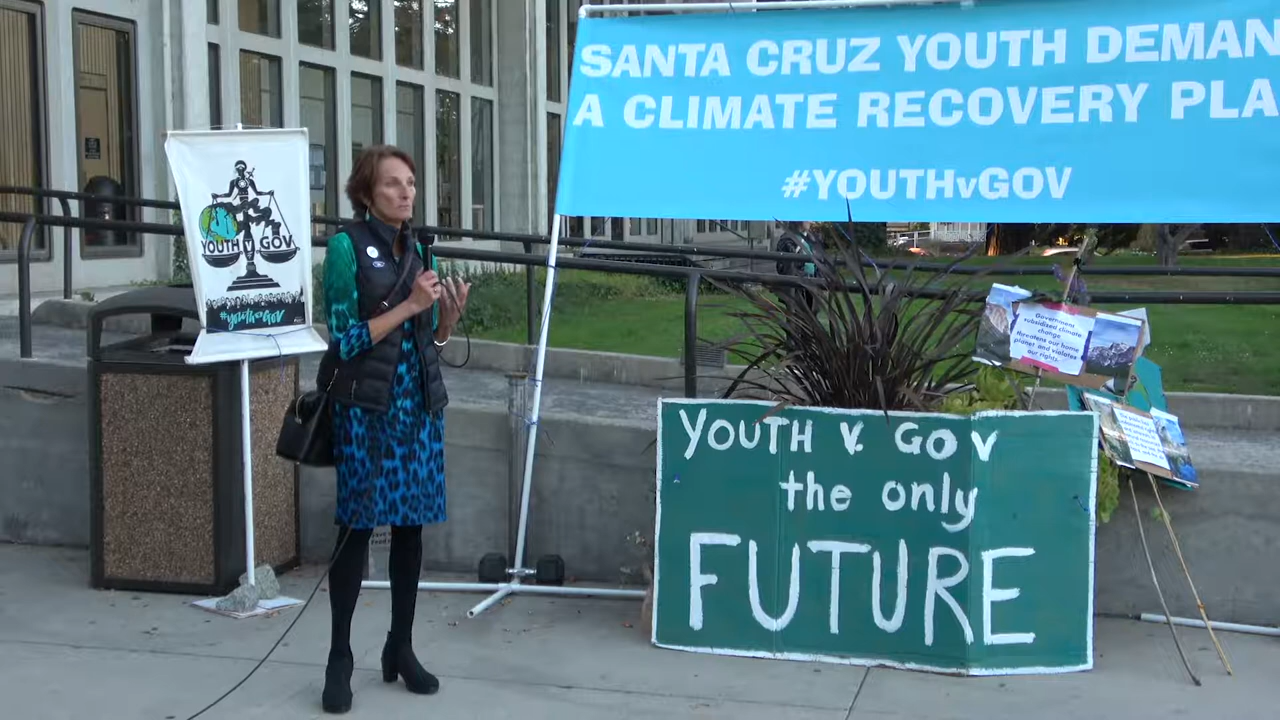 SANTA CRUZ YOUTH DEMAN
A CLIMATE RECOVERY PLA
#YOUTHvGOV
YOUTH v. GOV
#youthvGov
YOUTH v. GOV
the only
FUTURE
Government
subsidized climate
change
threatens our home
planet and violates
our rights.